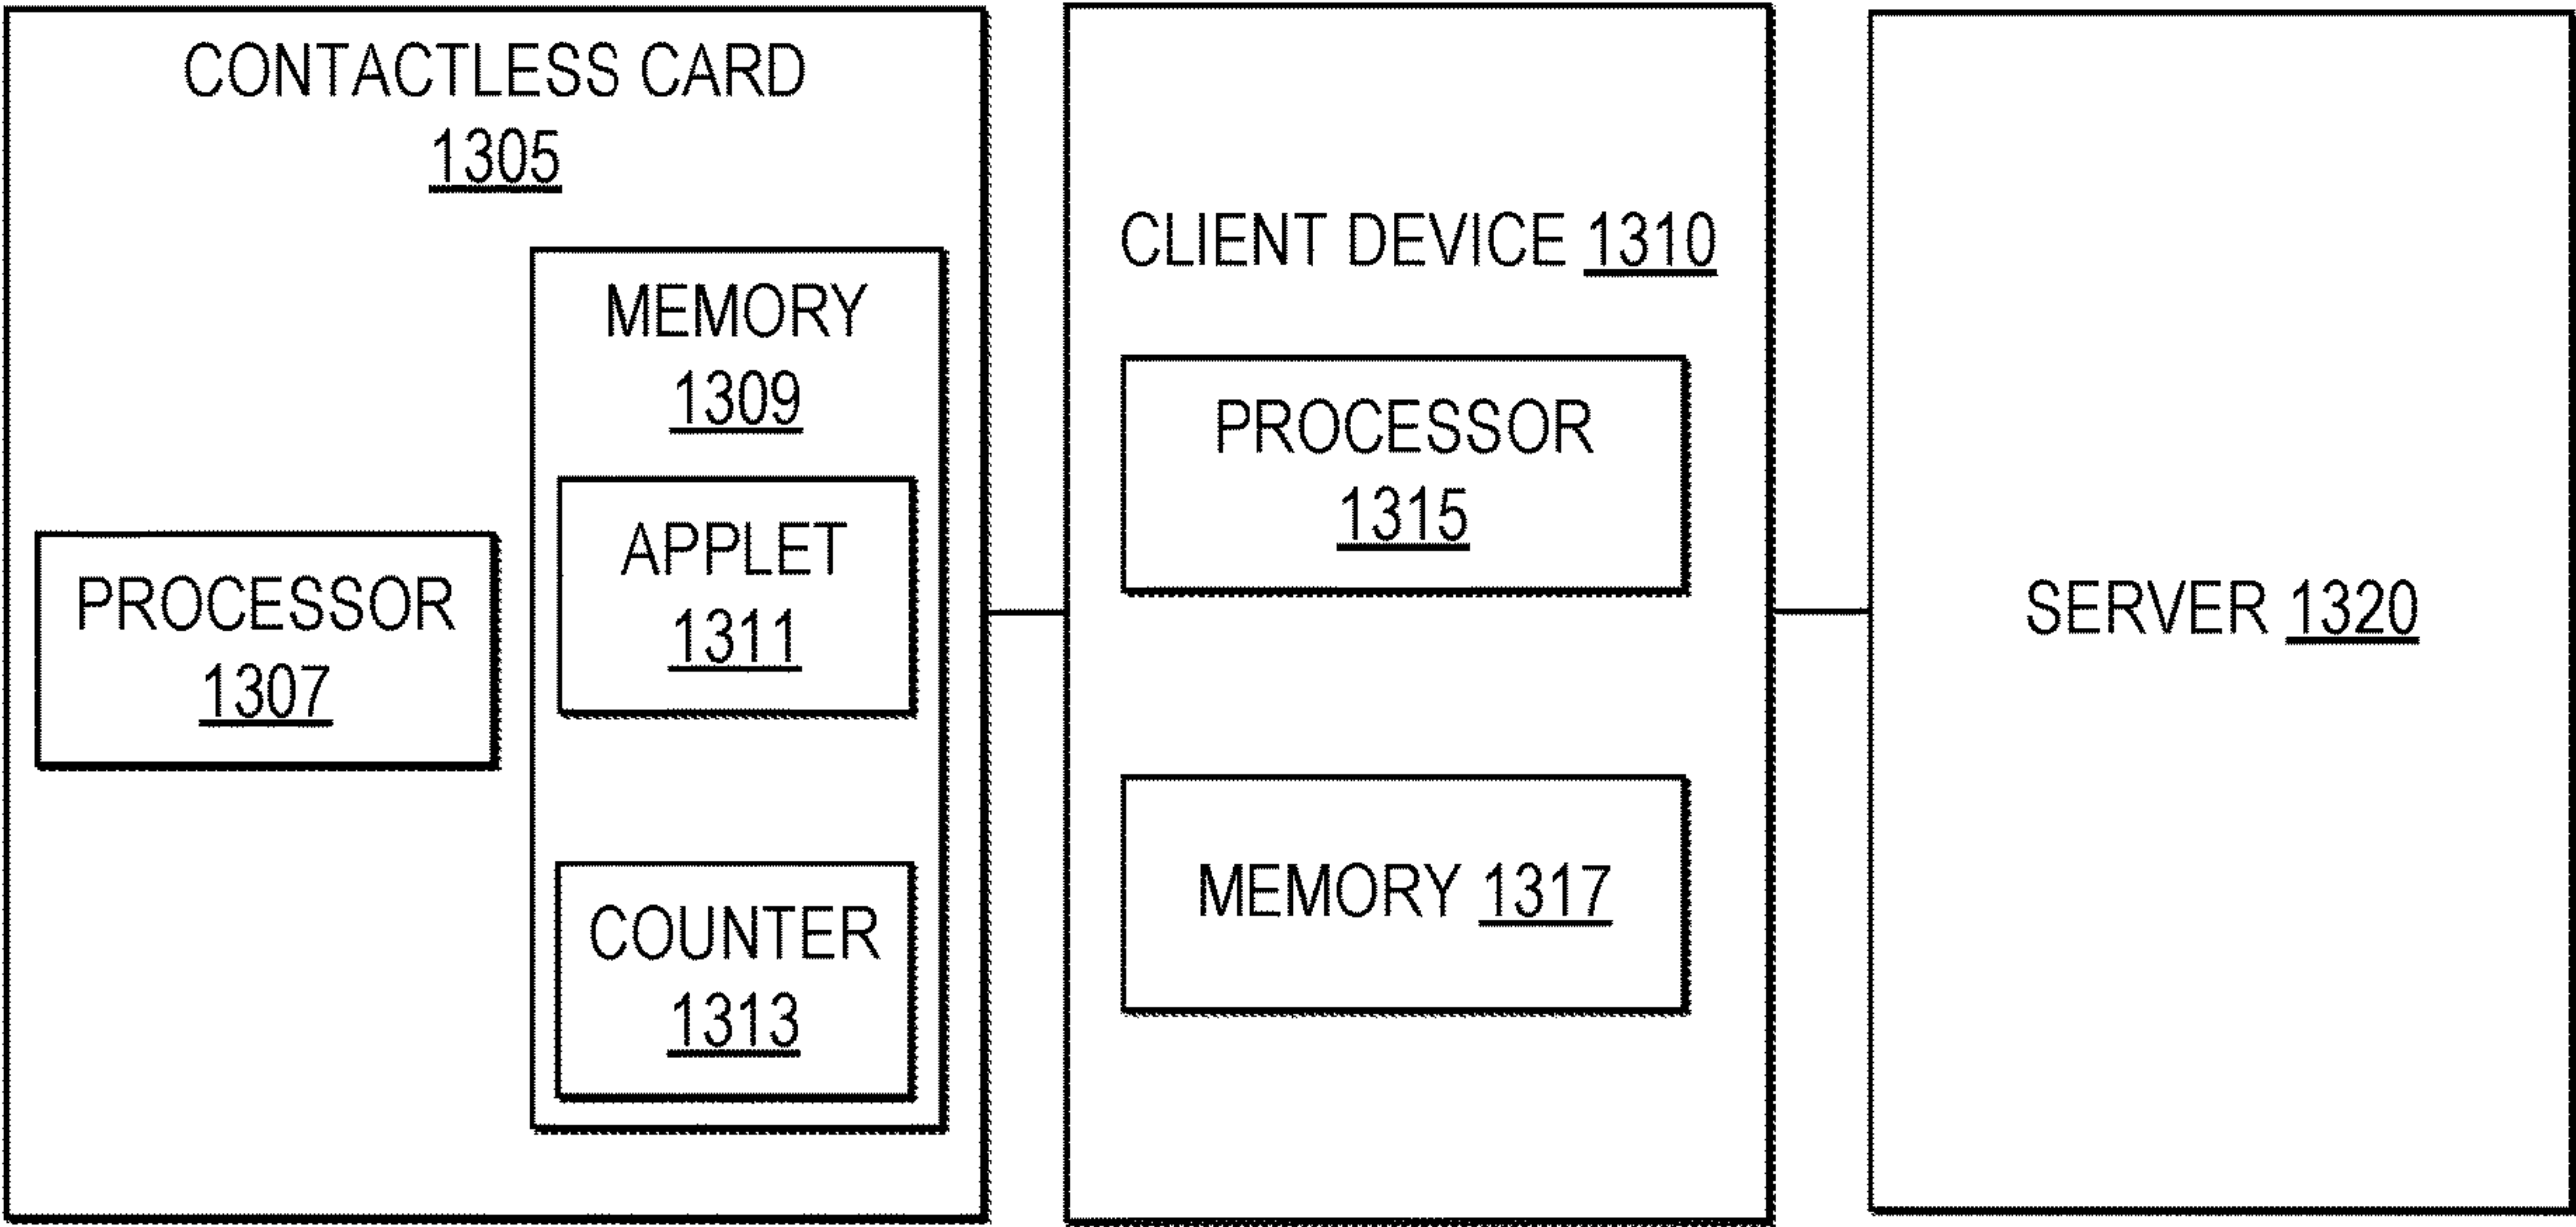 CONTACTLESS CARD
1305
PROCESSOR
1307
MEMORY
1309
APPLET
1311
COUNTER
1313
CLIENT DEVICE 1310
PROCESSOR
1315
MEMORY 1317
SERVER 1320